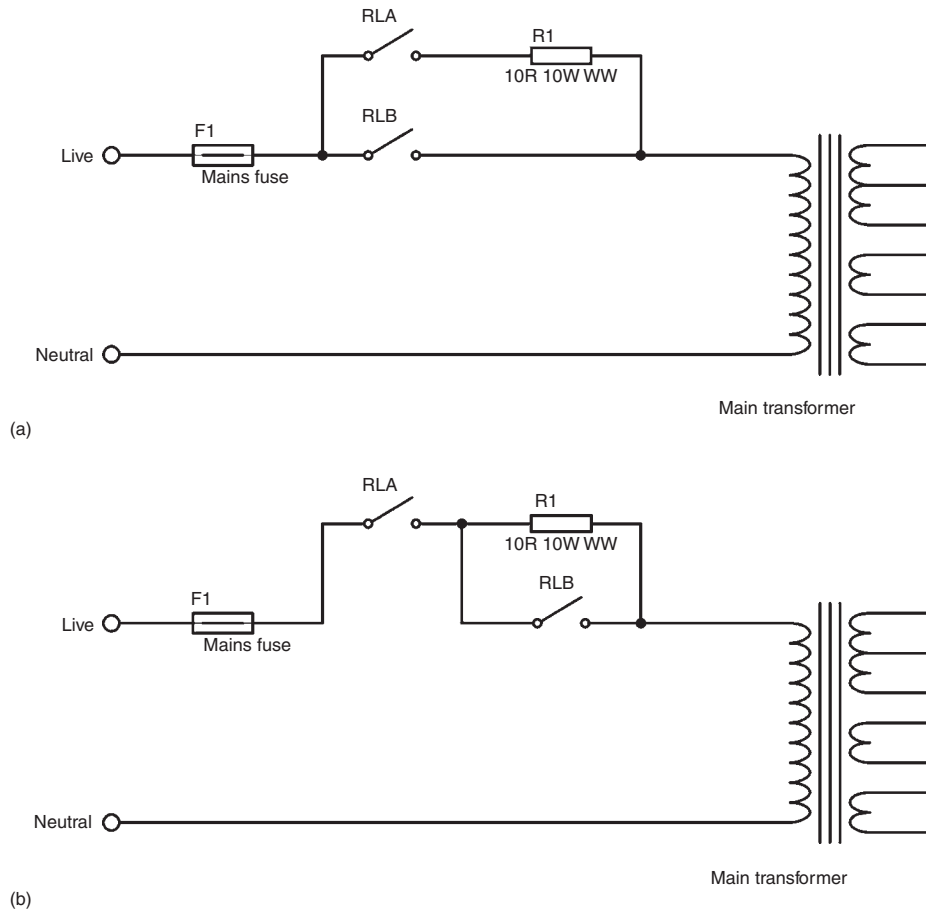 RLA
R1
10R 10W WW
RLB
F1
Live
Mains fuse
Neutral
Main transformer
(a)
RLA
R1
10R 10W WW
RLB
F1
Live
Mains fuse
Neutral
Main transformer
(b)